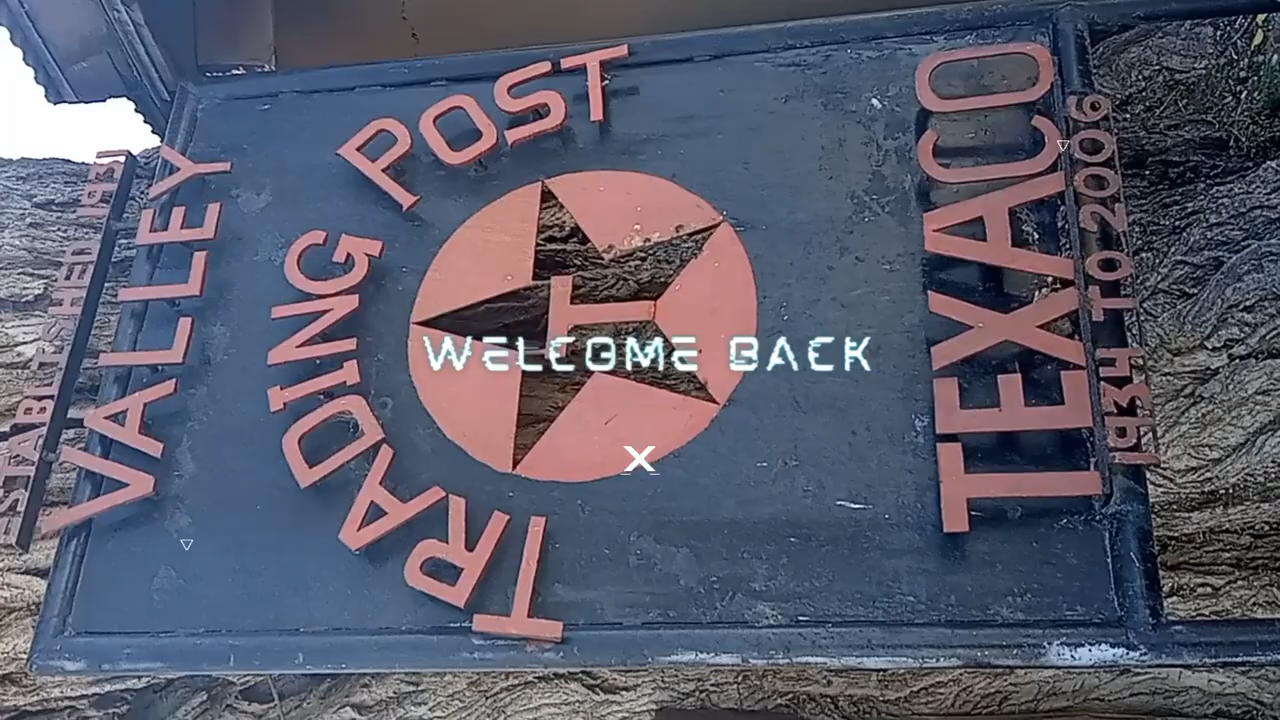 ESTABLISHED 1931
VALLEY
TRADING POST
T
TEXACO
1934 TO 2006
WELCOME BACK
X